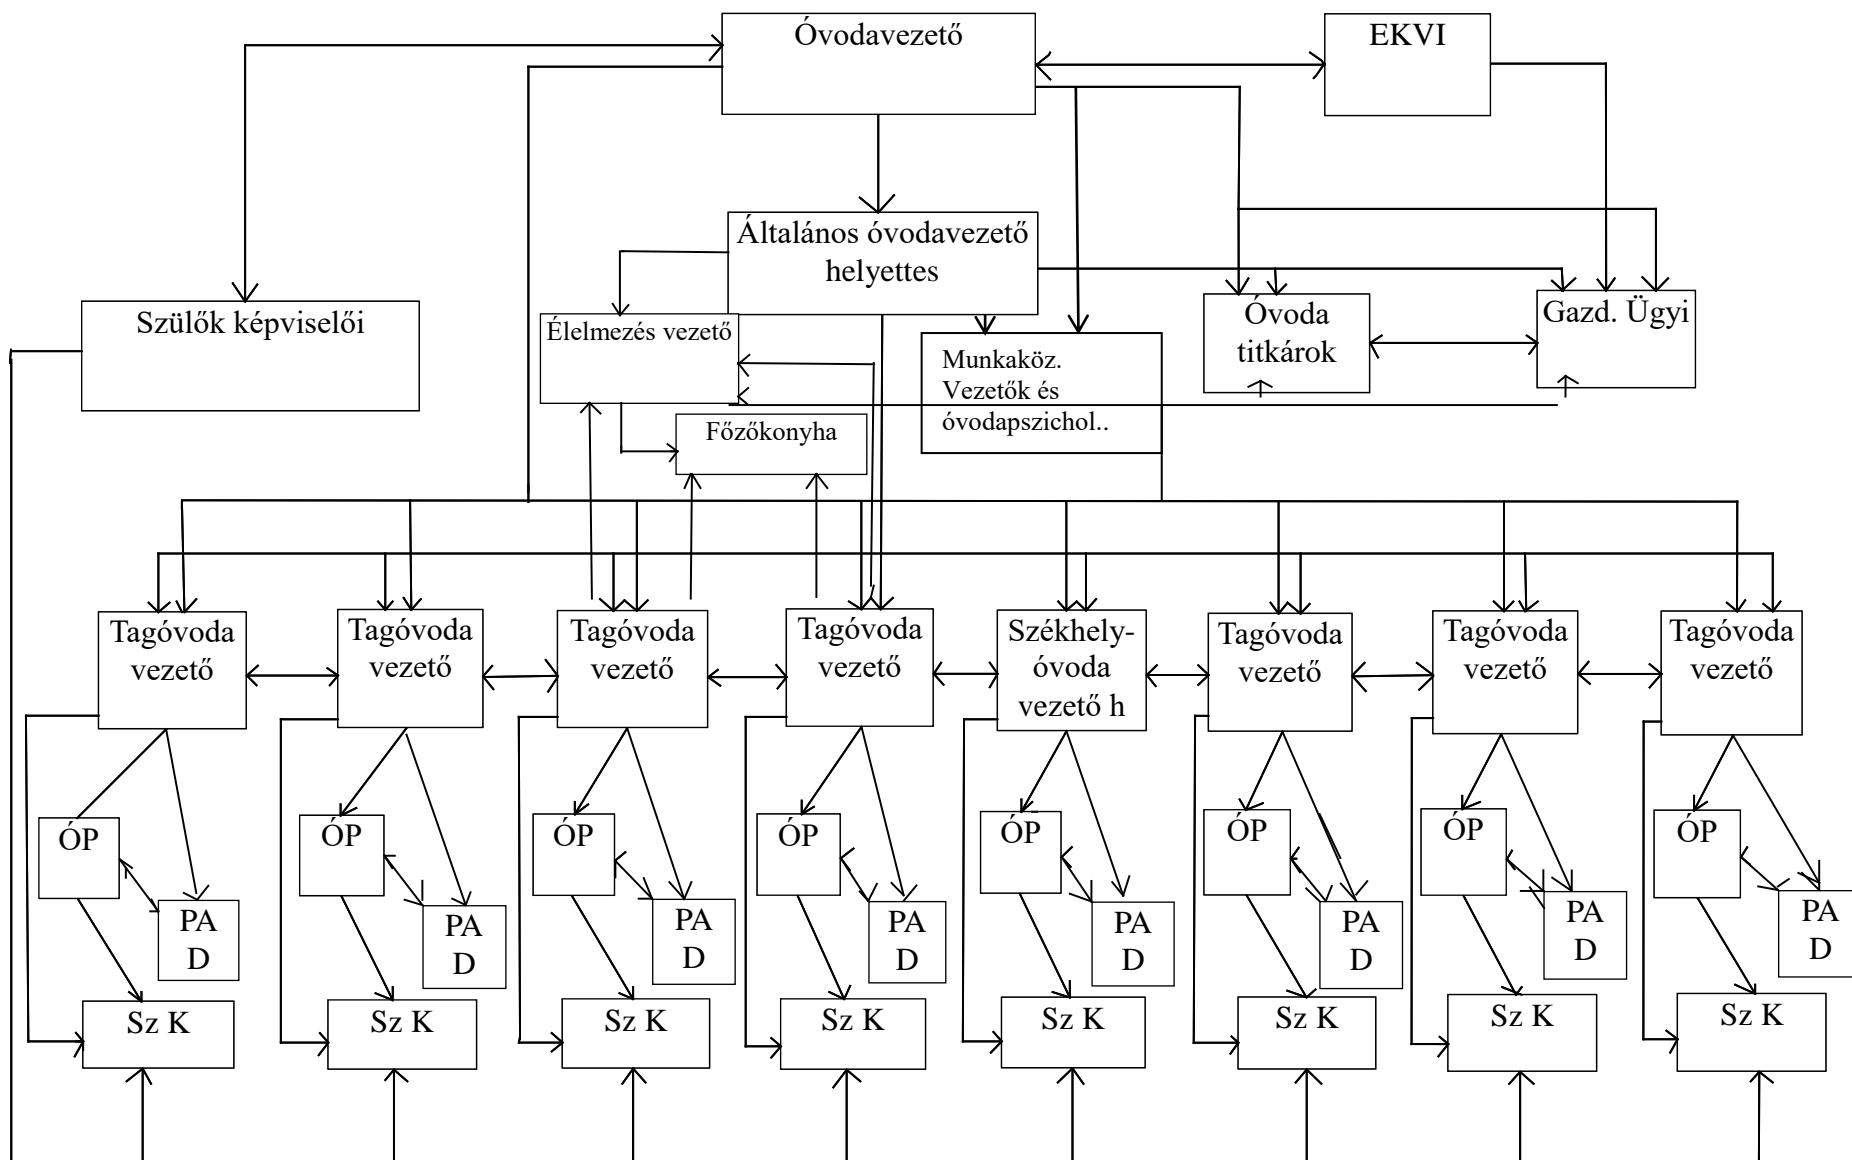 Óvodavezető
EKVI
Általános óvodavezető
helyettes
Szülők képviselői
Élelmezés vezető
Munkaköz.
Vezetők és
óvodapszichol..
Óvoda
titkárok
Gazd. Ügyi
Főzőkonyha
Tagóvoda
vezető
Tagóvoda
vezető
Tagóvoda
vezető
Tagóvoda
vezető
Székhely-
óvoda
vezető h
Tagóvoda
vezető
Tagóvoda
vezető
Tagóvoda
vezető
ÓP
ÓP
ÓP
ÓP
ÓP
ÓP
ÓP
ÓP
PA
D
PA
D
PA
D
PA
D
PA
D
PA
D
PA
D
PA
D
Sz K
Sz K
Sz K
Sz K
Sz K
Sz K
Sz K
Sz K